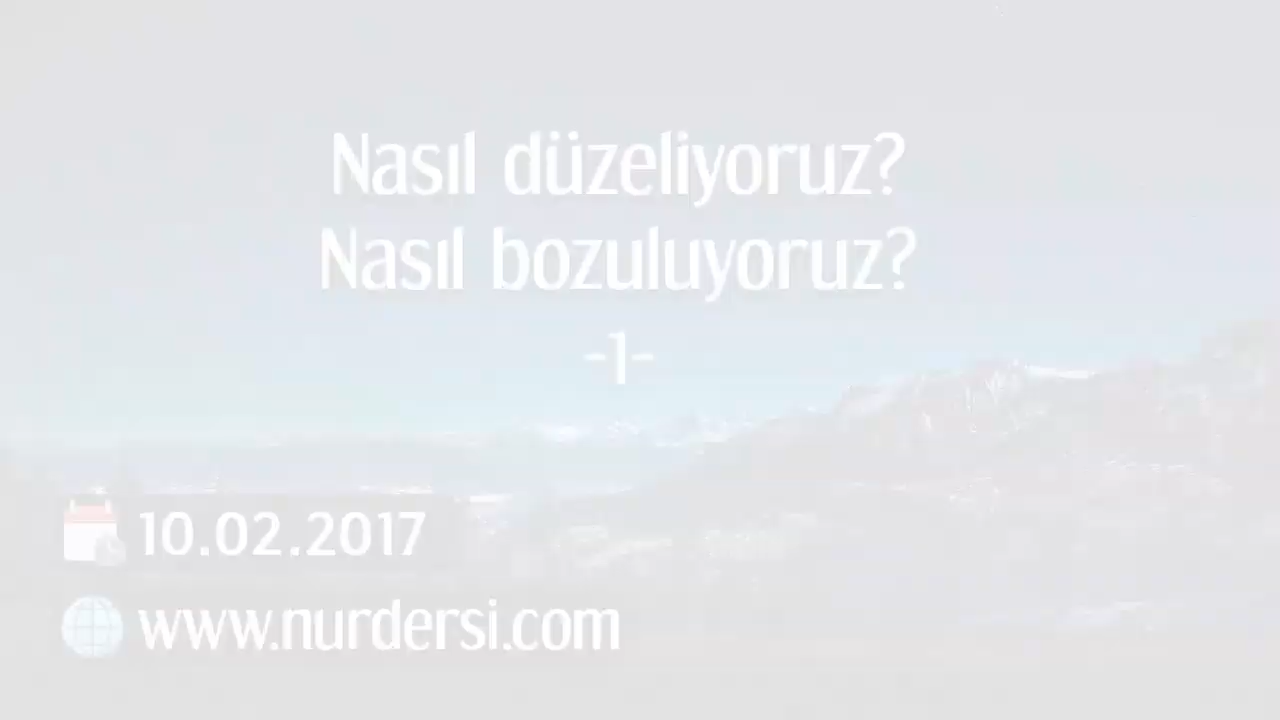 Nasıl düzeliyoruz?
Nasıl bozuluyoruz?
-1-
10.02.2017
www.nurdersi.com